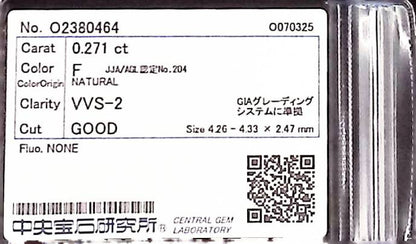 No. O2380464 O070325
Carat 0.271 ct
Color F JJA/AGL認定No.204
ColorOrigin NATURAL
Clarity VVS-2 GIAグレーディング
システムに準拠
Cut GOOD Size 4.26 - 4.33 × 2.47 mm
Fluo. NONE
中央宝石研究所® CENTRAL GEM
LABORATORY